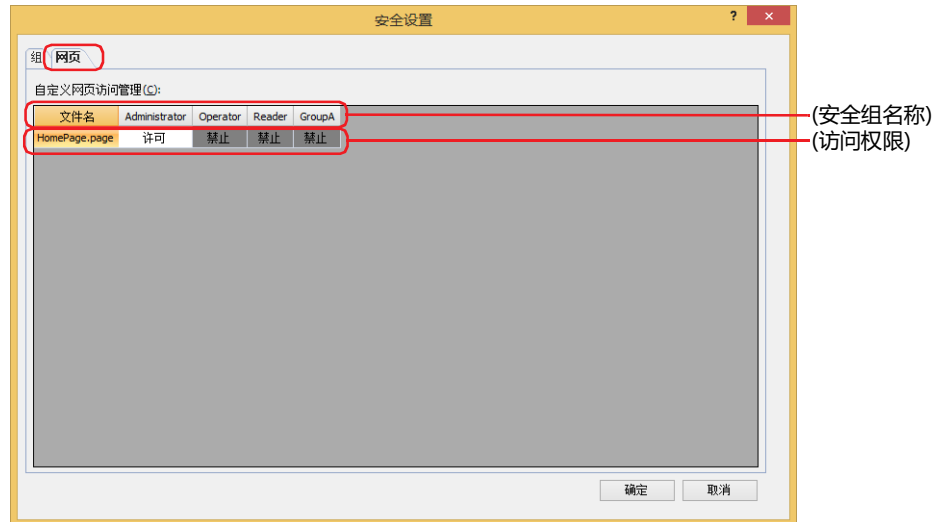 安全设置
? ×
组 网页
自定义网页访问管理(C):
文件名 Administrator Operator Reader GroupA
(安全组名称)
HomePage.page 许可 禁止 禁止 禁止
(访问权限)
确定 取消